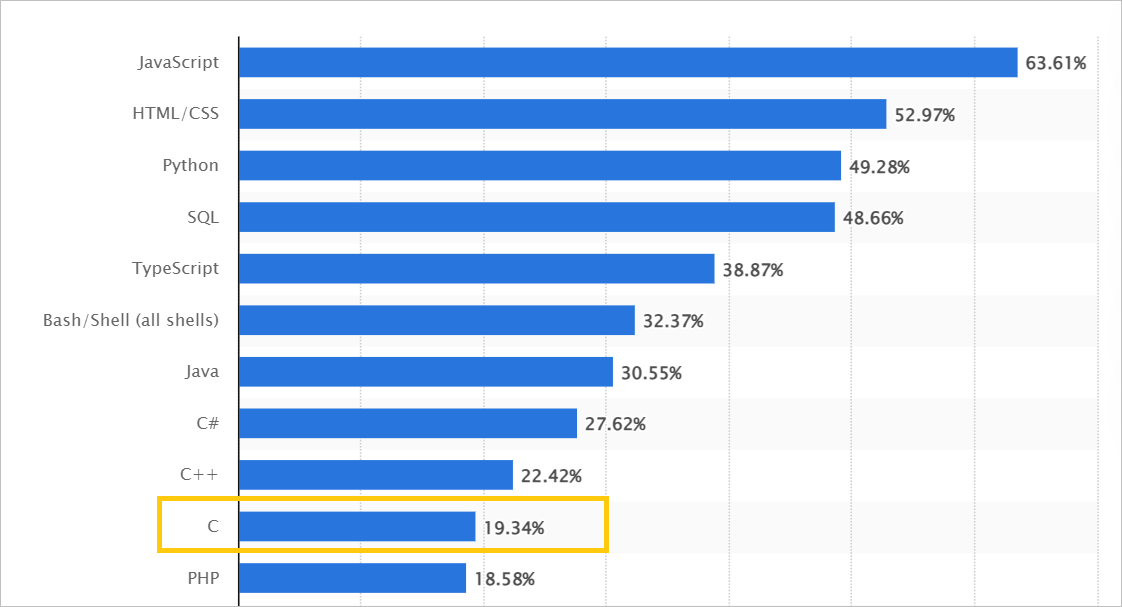 JavaScript 63.61%
HTML/CSS 52.97%
Python 49.28%
SQL 48.66%
TypeScript 38.87%
Bash/Shell (all shells) 32.37%
Java 30.55%
C# 27.62%
C++ 22.42%
C 19.34%
PHP 18.58%